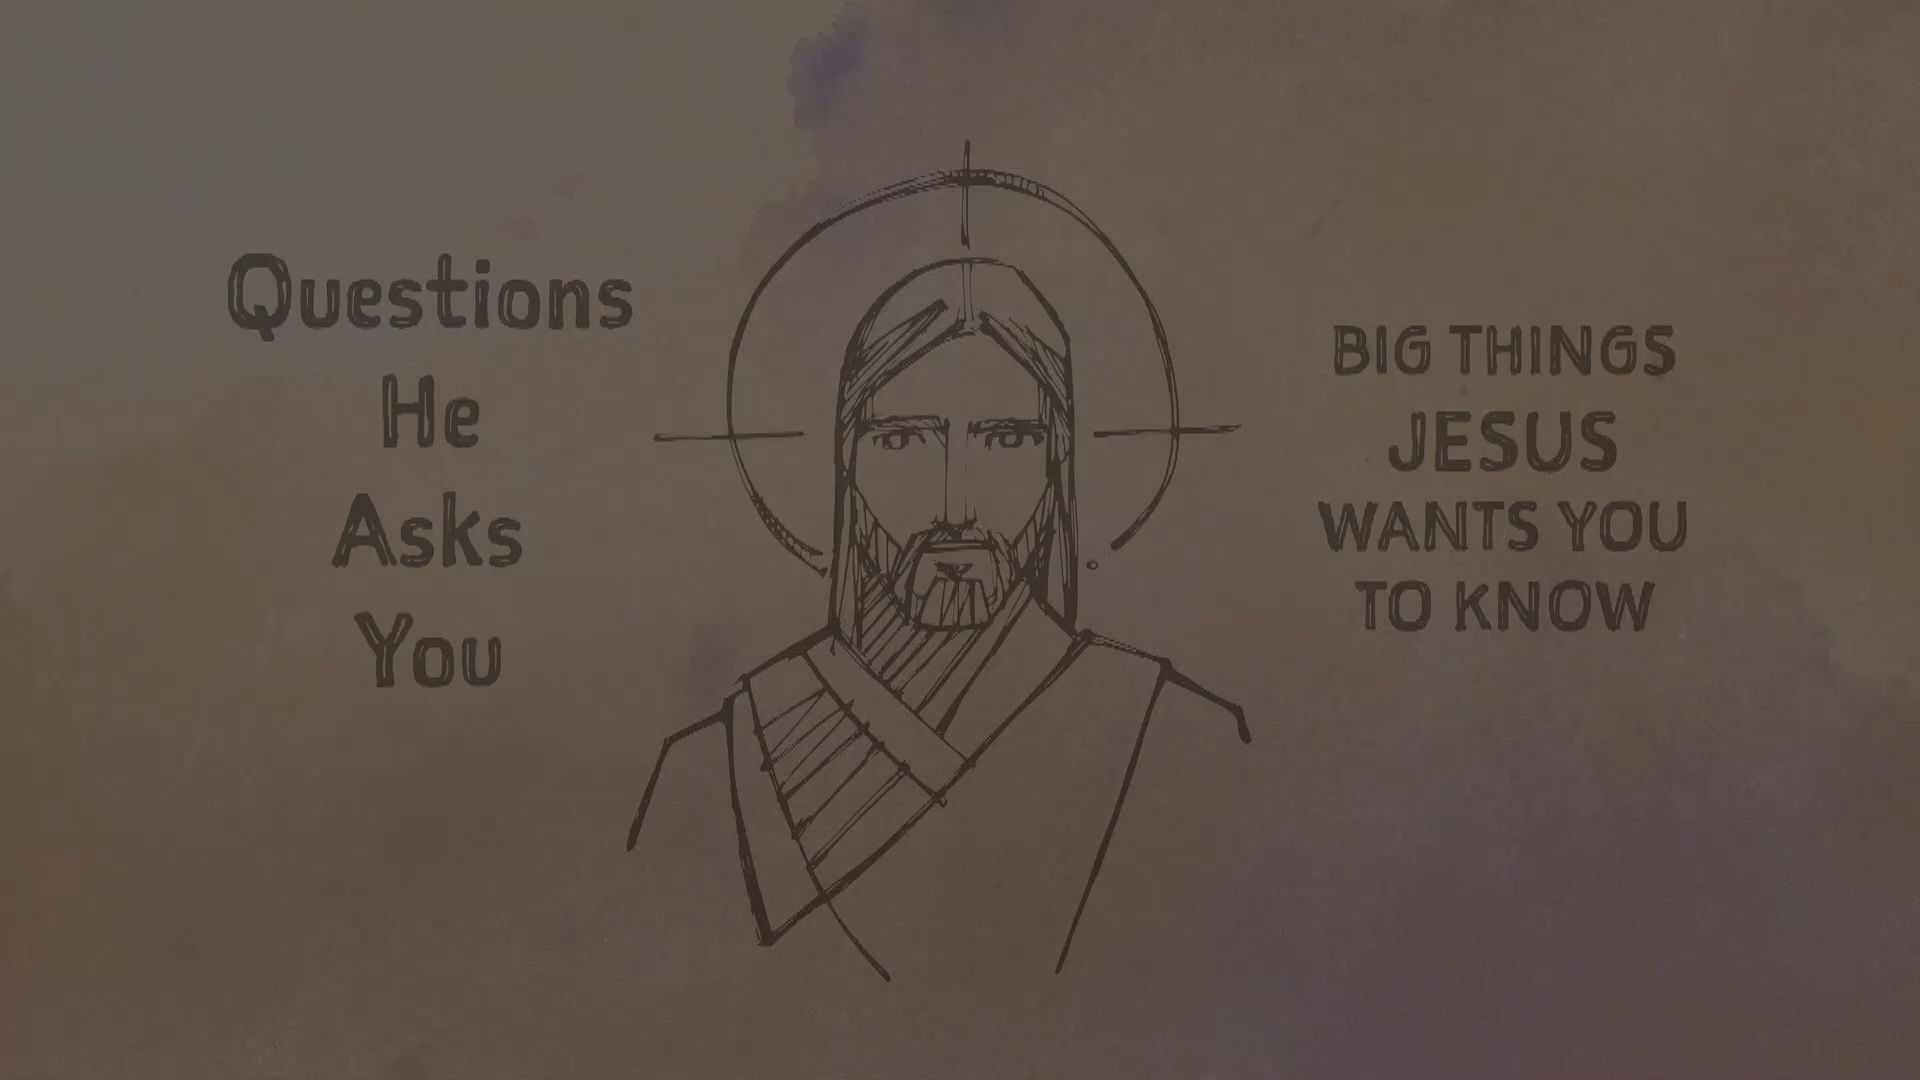 Questions
He
Asks
You
BIG THINGS
JESUS
WANTS YOU
TO KNOW